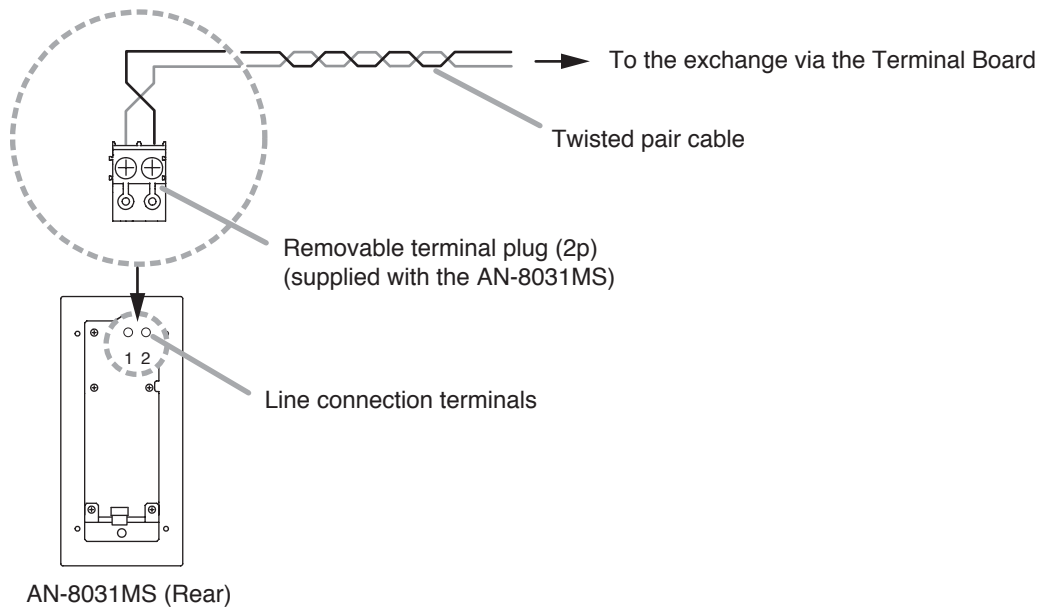 To the exchange via the Terminal Board
Twisted pair cable
Removable terminal plug (2p)
(supplied with the AN-8031MS)
1 2
Line connection terminals
AN-8031MS (Rear)